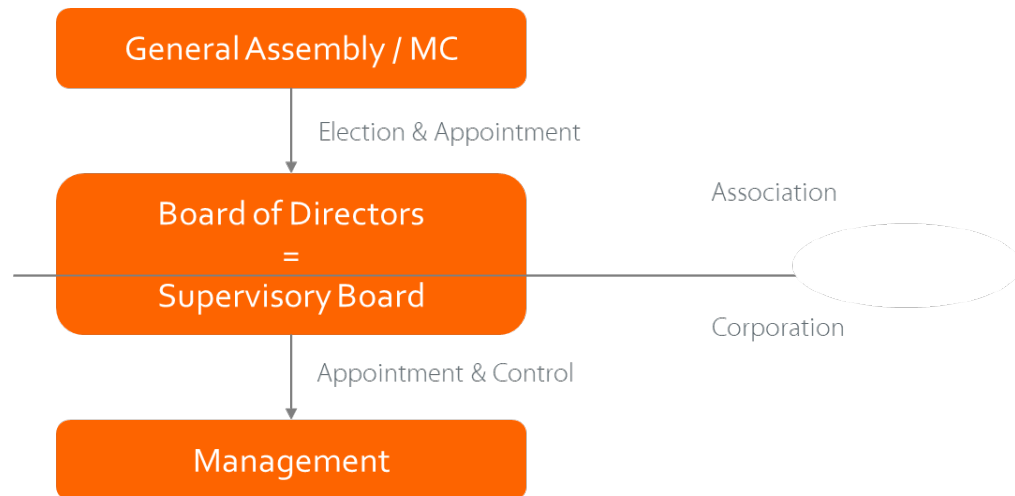 General Assembly / MC
Election & Appointment
Association
Board of Directors
=
Supervisory Board
Corporation
Appointment & Control
Management